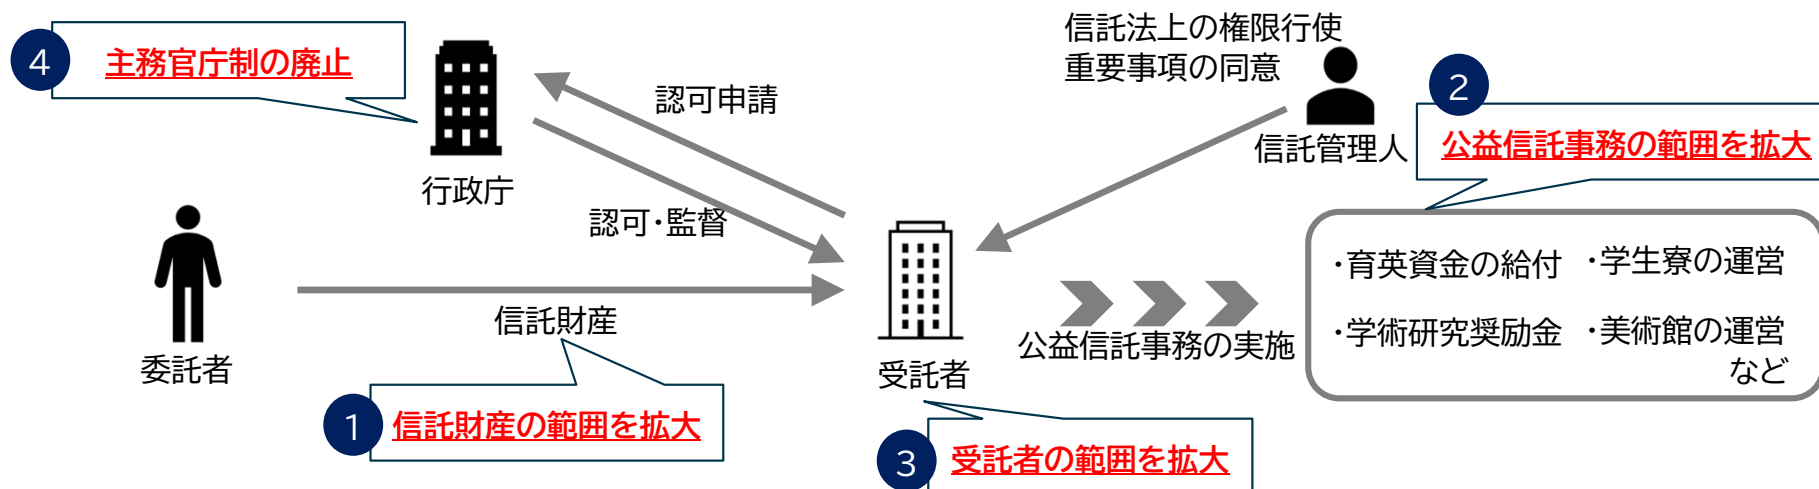 4
主務官庁制の廃止
行政庁
認可申請
認可・監督
信託法上の権限行使
重要事項の同意
信託管理人
2
公益信託事務の範囲を拡大
委託者
信託財産
1
信託財産の範囲を拡大
受託者
3
受託者の範囲を拡大
公益信託事務の実施
・育英資金の給付 ・学生寮の運営
・学術研究奨励金 ・美術館の運営
など